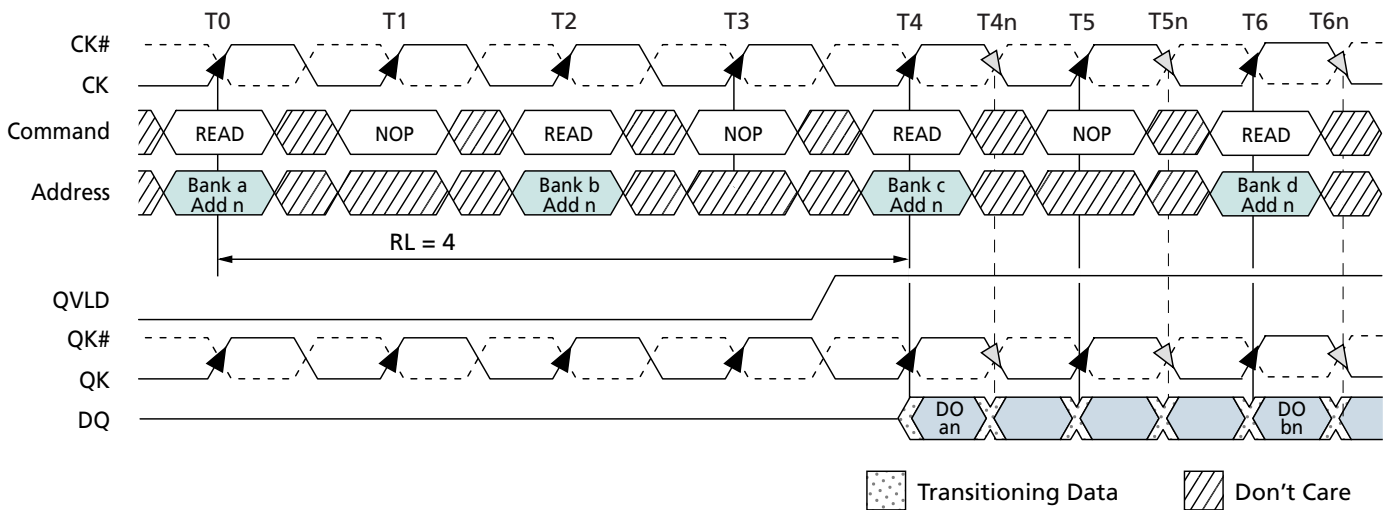 T0 T1 T2 T3 T4 T4n T5 T5n T6 T6n
CK#
CK
Command READ NOP READ NOP READ NOP READ
Address Bank a Bank b Bank c Bank d
Add n Add n Add n Add n
RL = 4
QVLD
QK#
QK
DQ DO DO
an bn
Transitioning Data Don't Care